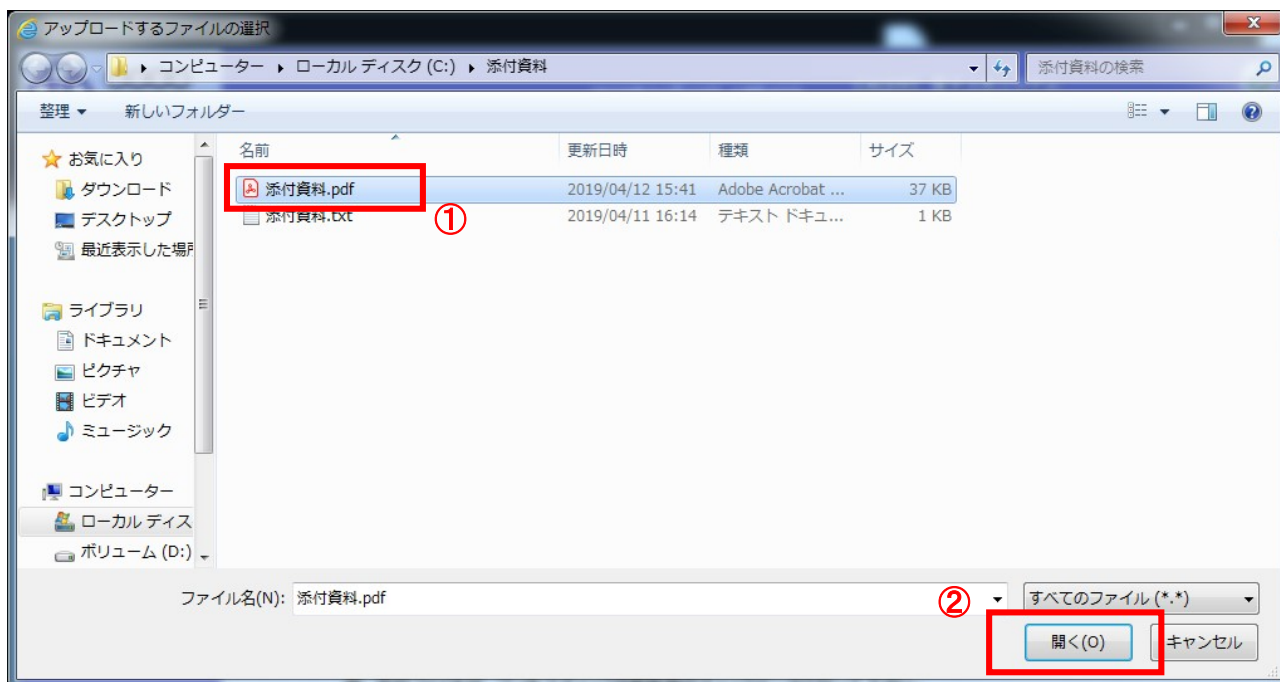 アップロードするファイルの選択
コンピューター ▸ ローカル ディスク (C:) ▸ 添付資料
添付資料の検索
整理 新しいフォルダー
名前 更新日時 種類 サイズ
添付資料.pdf 2019/04/12 15:41 Adobe Acrobat ... 37 KB
①
添付資料.txt 2019/04/11 16:14 テキスト ドキュ... 1 KB
お気に入り
ダウンロード
デスクトップ
最近表示した場所
ライブラリ
ドキュメント
ピクチャ
ビデオ
ミュージック
コンピューター
ローカル ディス
ボリューム (D:)
ファイル名(N): 添付資料.pdf
②
すべてのファイル (*.*)
開く(O)
キャンセル